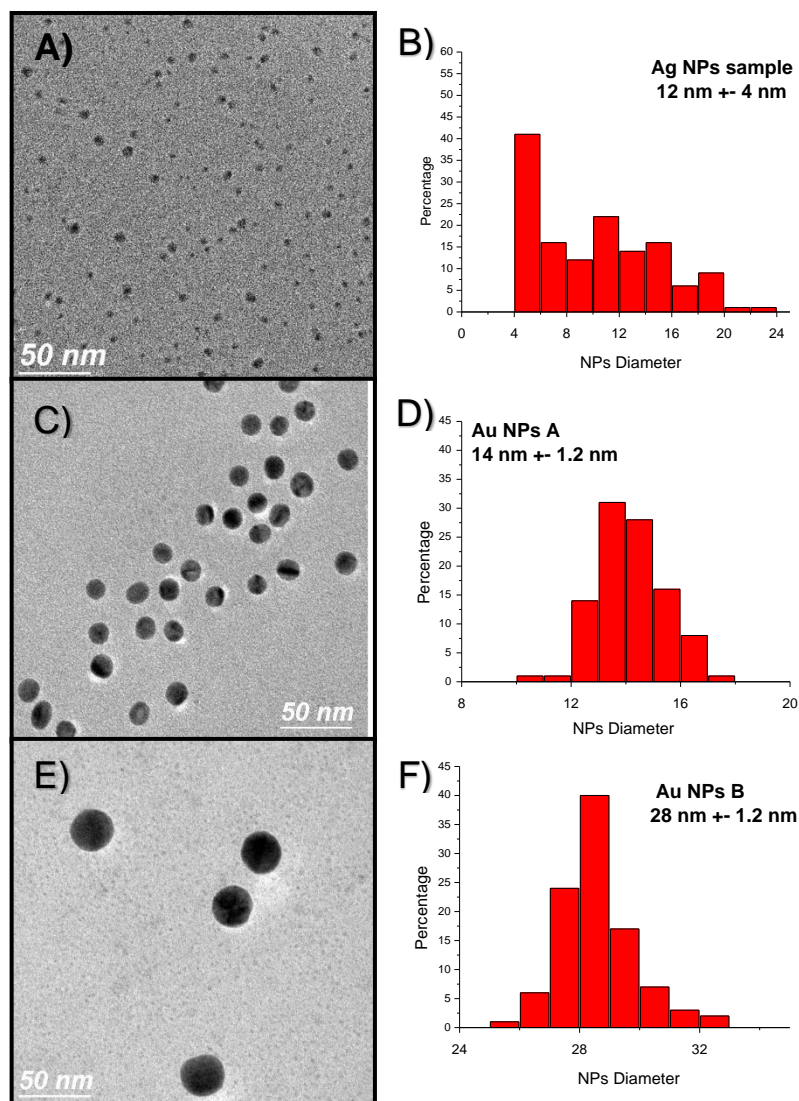 A)
50 nm
B)
Ag NPs sample
12 nm +- 4 nm
60
55
50
45
40
35
30
25
20
15
10
5
0
Percentage
0 4 8 12 16 20 24
NPs Diameter
C)
50 nm
D)
Au NPs A
14 nm +- 1.2 nm
45
40
35
30
25
20
15
10
5
0
Percentage
8 12 16 20
NPs Diameter
E)
50 nm
F)
Au NPs B
28 nm +- 1.2 nm
45
40
35
30
25
20
15
10
5
0
Percentage
24 28 32
NPs Diameter